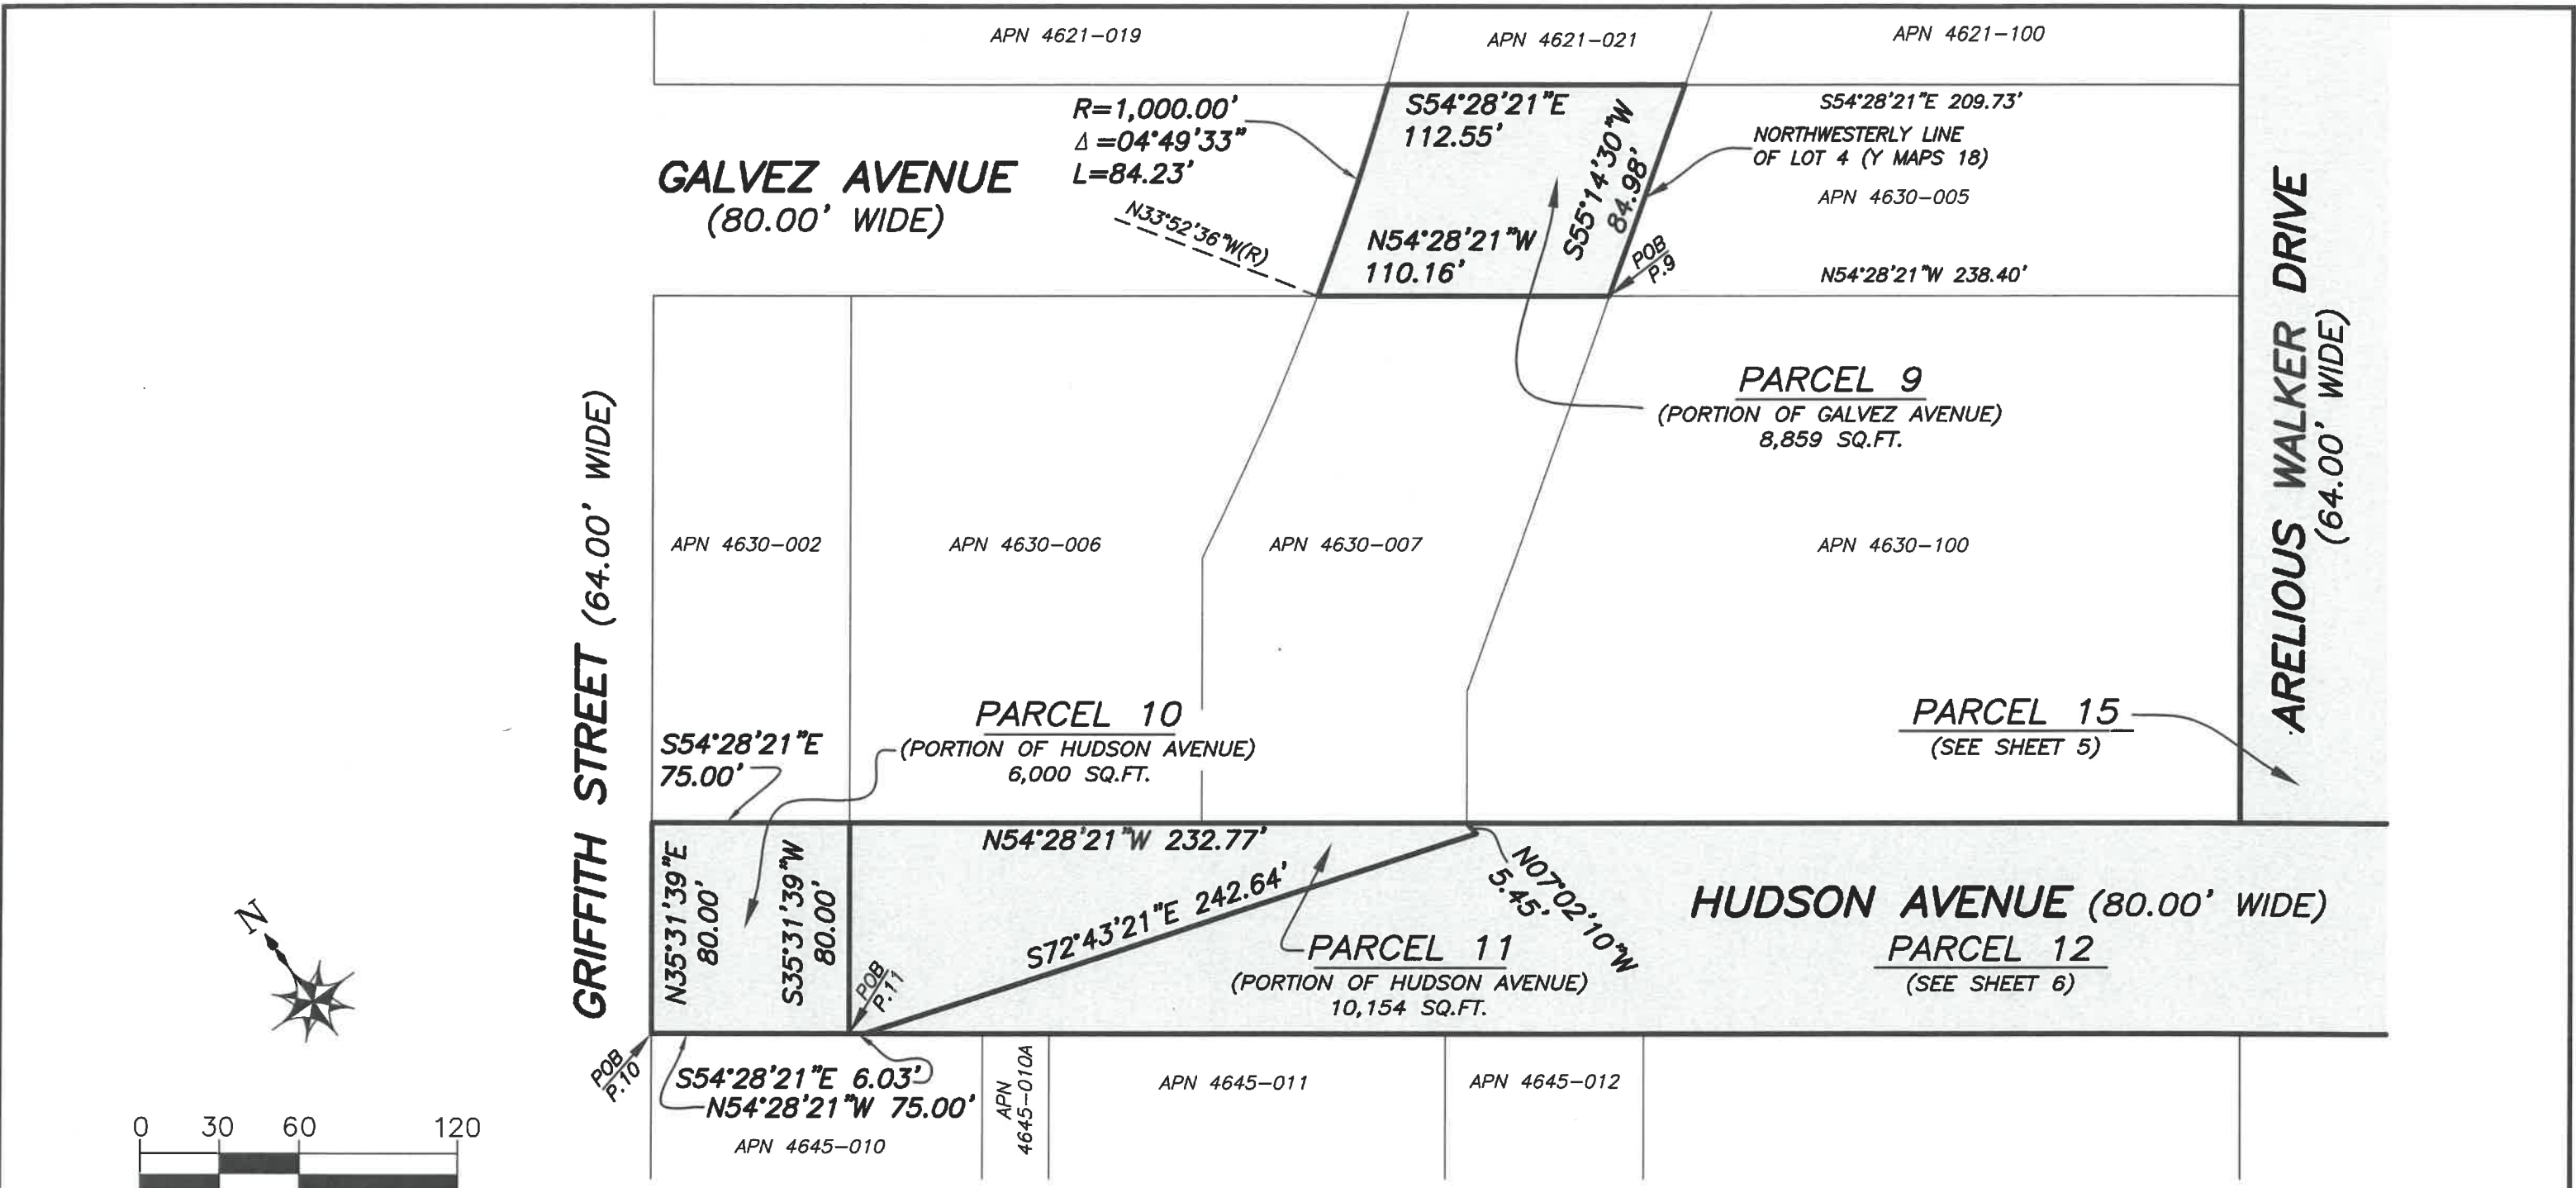 APN 4621-019
APN 4621-021
APN 4621-100
R=1,000.00'
Δ=04°49'33"
L=84.23'
S54°28'21"E
112.55'
S55°14'30"W
84.98'
S54°28'21"E 209.73'
NORTHWESTERLY LINE
OF LOT 4 (Y MAPS 18)
APN 4630-005
GALVEZ AVENUE
(80.00' WIDE)
N33°52'36"W(R)
N54°28'21"W
110.16'
POB
P.9
N54°28'21"W 238.40'
ARELIOUS WALKER DRIVE
(64.00' WIDE)
PARCEL 9
(PORTION OF GALVEZ AVENUE)
8,859 SQ.FT.
GRIFFITH STREET (64.00' WIDE)
APN 4630-002
APN 4630-006
APN 4630-007
APN 4630-100
PARCEL 10
(PORTION OF HUDSON AVENUE)
6,000 SQ.FT.
S54°28'21"E
75.00'
PARCEL 15
(SEE SHEET 5)
N35°31'39"E
80.00'
S35°31'39"W
80.00'
N54°28'21"W 232.77'
S72°43'21"E 242.64'
N07°02'10"W
5.45'
HUDSON AVENUE (80.00' WIDE)
PARCEL 11
(PORTION OF HUDSON AVENUE)
10,154 SQ.FT.
PARCEL 12
(SEE SHEET 6)
N
POB
P.11
POB
P.10
S54°28'21"E 6.03'
N54°28'21"W 75.00'
APN 4645-010
APN
4645-010A
APN 4645-011
APN 4645-012
0 30 60 120